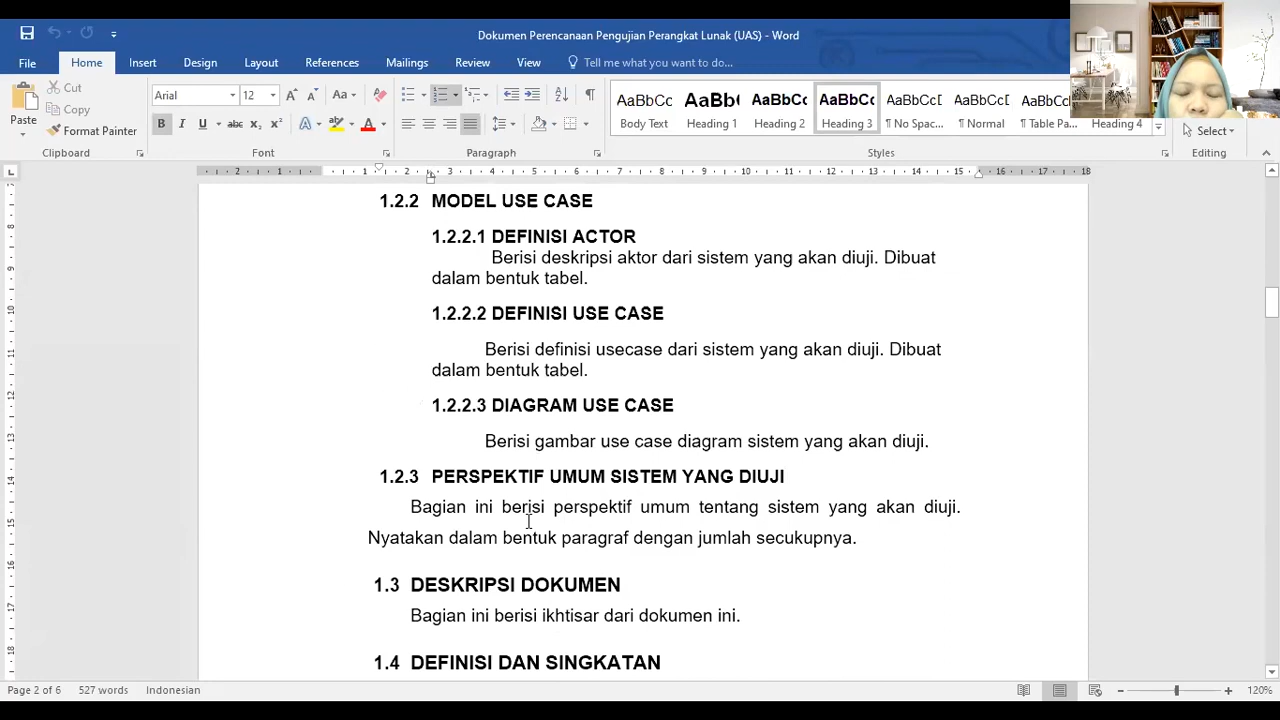 Dokumen Perencanaan Pengujian Perangkat Lunak (UAS) - Word
File Home Insert Design Layout References Mailings Review View Tell me what you want to do...
Paste
Cut
Copy
Format Painter
Clipboard
Arial 12
Font
Paragraph
AaBbCc AaBb( AaBbCc AaBbCc AaBbCcD AaBbCcD AaBbC
Body Text Heading 1 Heading 2 Heading 3 ¶ No Spac... ¶ Normal ¶ Table Pa... Heading 4
Styles
Select
Editing
1.2.2 MODEL USE CASE
1.2.2.1 DEFINISI ACTOR
Berisi deskripsi aktor dari sistem yang akan diuji. Dibuat
dalam bentuk tabel.
1.2.2.2 DEFINISI USE CASE
Berisi definisi usecase dari sistem yang akan diuji. Dibuat
dalam bentuk tabel.
1.2.2.3 DIAGRAM USE CASE
Berisi gambar use case diagram sistem yang akan diuji.
1.2.3 PERSPEKTIF UMUM SISTEM YANG DIUJI
Bagian ini berisi perspektif umum tentang sistem yang akan diuji.
Nyatakan dalam bentuk paragraf dengan jumlah secukupnya.
1.3 DESKRIPSI DOKUMEN
Bagian ini berisi ikhtisar dari dokumen ini.
1.4 DEFINISI DAN SINGKATAN
Page 2 of 6 527 words Indonesian 120%